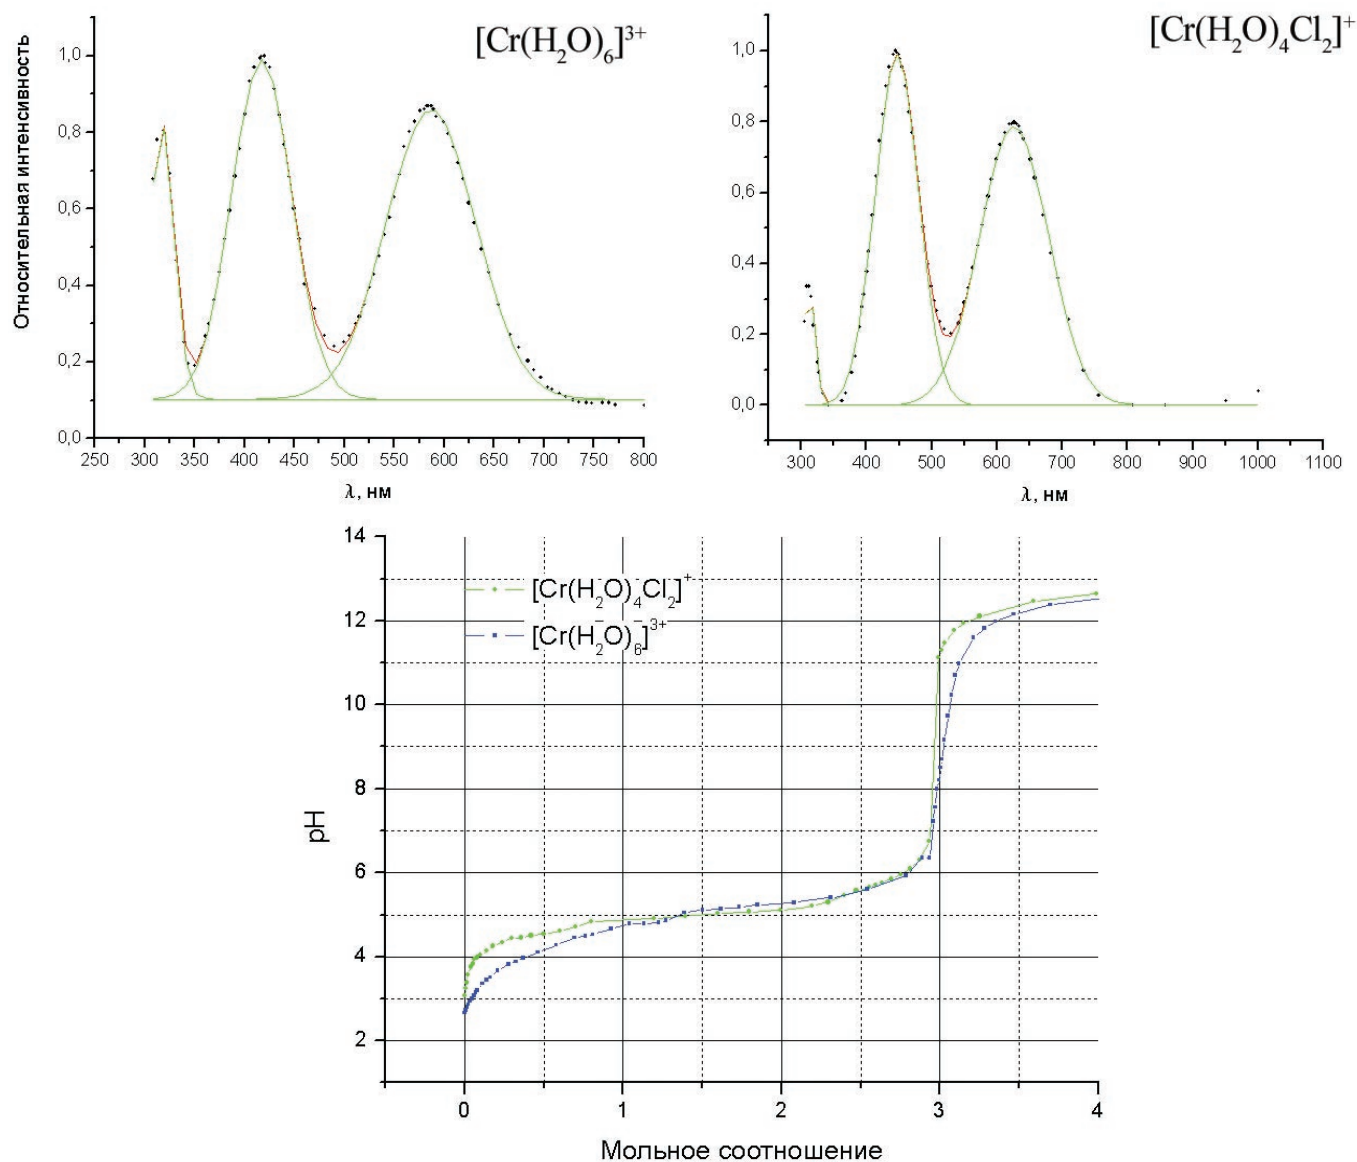 [Cr(H₂O)₆]³⁺
Относительная интенсивность
1,0
0,8
0,6
0,4
0,2
0,0
250 300 350 400 450 500 550 600 650 700 750 800
λ, нм
[Cr(H₂O)₄Cl₂]⁺
1,0
0,8
0,6
0,4
0,2
0,0
300 400 500 600 700 800 900 1000 1100
λ, нм
[Cr(H₂O)₄Cl₂]⁺
[Cr(H₂O)₆]³⁺
pH
14
12
10
8
6
4
2
0 1 2 3 4
Мольное соотношение